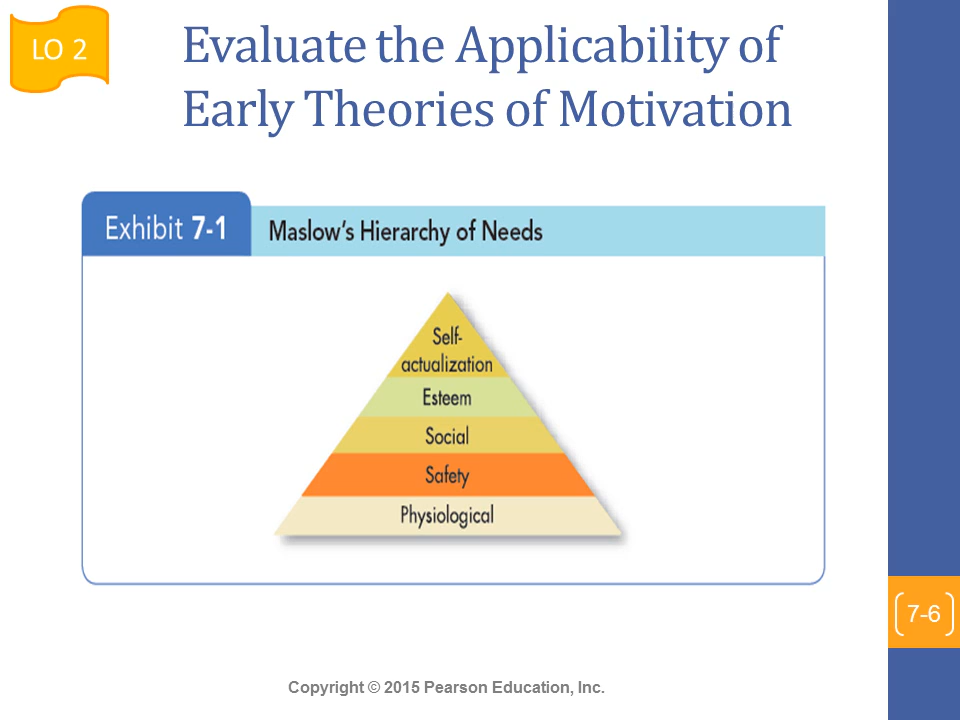 LO 2
Evaluate the Applicability of
Early Theories of Motivation
Exhibit 7-1
Maslow's Hierarchy of Needs
Self-
actualization
Esteem
Social
Safety
Physiological
7-6
Copyright © 2015 Pearson Education, Inc.